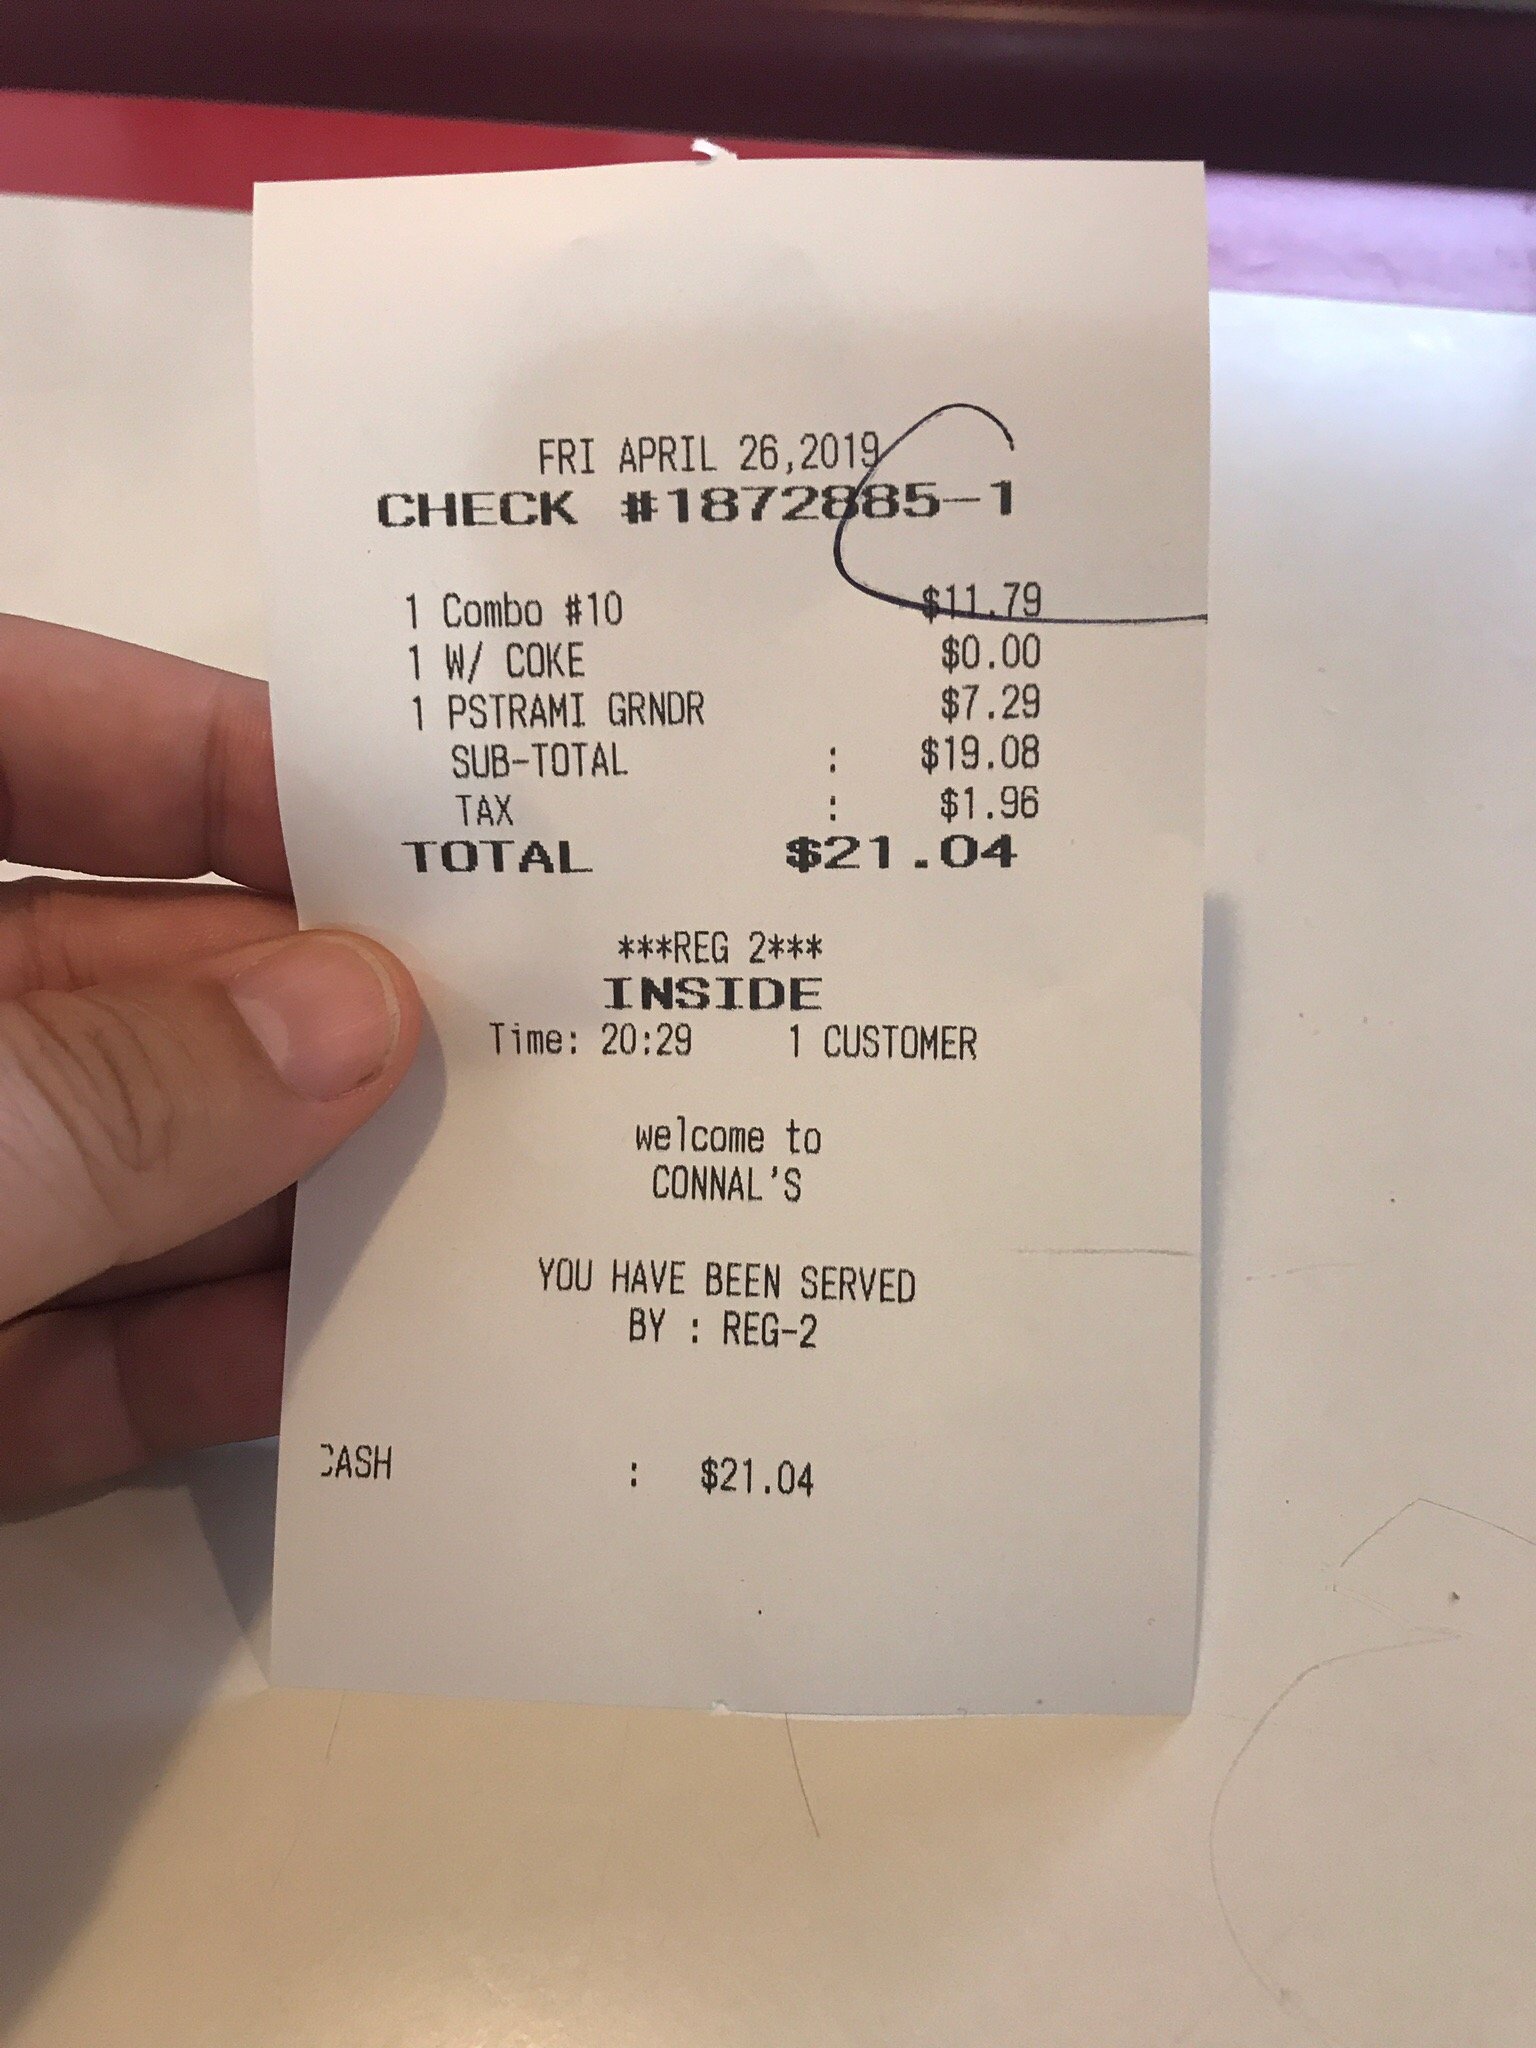 FRI APRIL 26,2019
CHECK #1872885-1
1 Combo #10 $11.79
1 W/ COKE $0.00
1 PSTRAMI GRNDR $7.29
SUB-TOTAL : $19.08
TAX : $1.96
TOTAL $21.04
***REG 2***
INSIDE
Time: 20:29 1 CUSTOMER
welcome to
CONNAL'S
YOU HAVE BEEN SERVED
BY : REG-2
CASH : $21.04